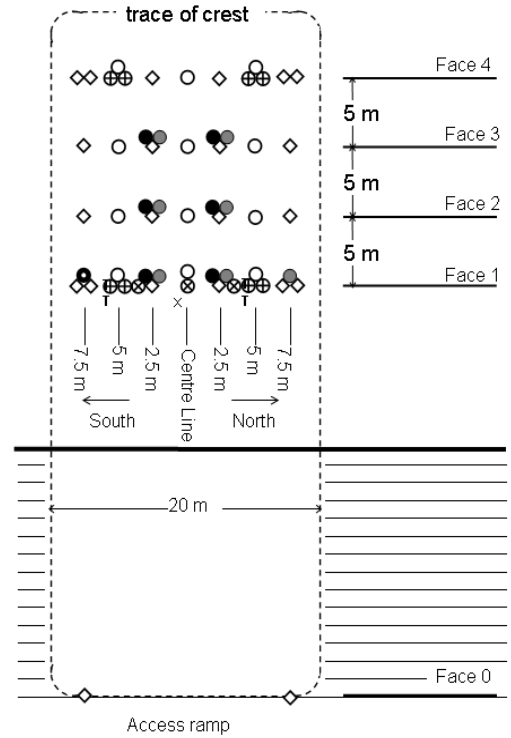 trace of crest
Face 4
5 m
Face 3
5 m
Face 2
5 m
Face 1
T
T
T
T
x
7.5 m
5 m
2.5 m
Centre Line
2.5 m
5 m
7.5 m
South
North
20 m
Face 0
Access ramp